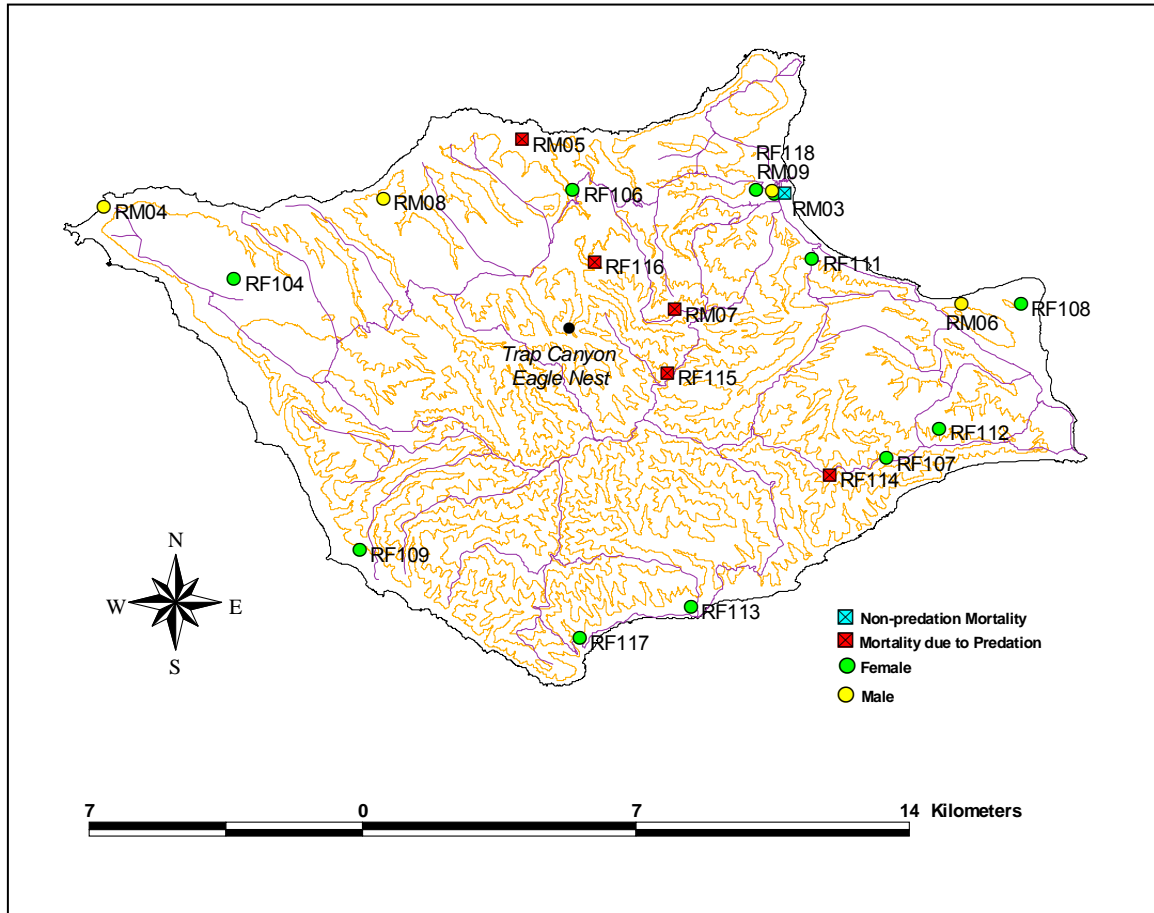 RM05
RF118
RM09
RF106
RM03
RM08
RM04
RF116
RF111
RF104
RM07
RM06
RF108
Trap Canyon
Eagle Nest
RF115
RF112
RF107
RF114
RF109
N
W
E
S
RF113
RF117
Non-predation Mortality
Mortality due to Predation
Female
Male
7
0
7
14
Kilometers